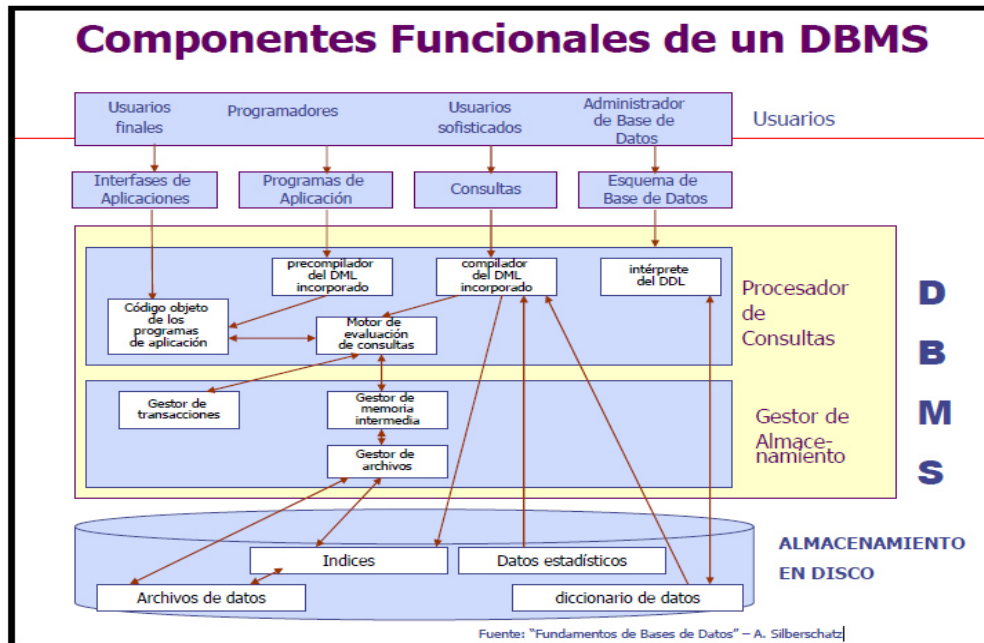 Componentes Funcionales de un DBMS
Usuarios
finales
Programadores
Usuarios
sofisticados
Administrador
de Base de
Datos
Usuarios
Interfases de
Aplicaciones
Programas de
Aplicación
Consultas
Esquema de
Base de Datos
precompilador
del DML
incorporado
compilador
del DML
incorporado
intérprete
del DDL
Código objeto
de los
programas
de aplicación
Motor de
evaluación
de consultas
Procesador
de
Consultas
Gestor de
transacciones
Gestor de
memoria
intermedia
Gestor de
archivos
Gestor de
Almace-
namiento
D
B
M
S
Indices
Datos estadísticos
Archivos de datos
diccionario de datos
ALMACENAMIENTO
EN DISCO
Fuente: "Fundamentos de Bases de Datos" – A. Silberschatz